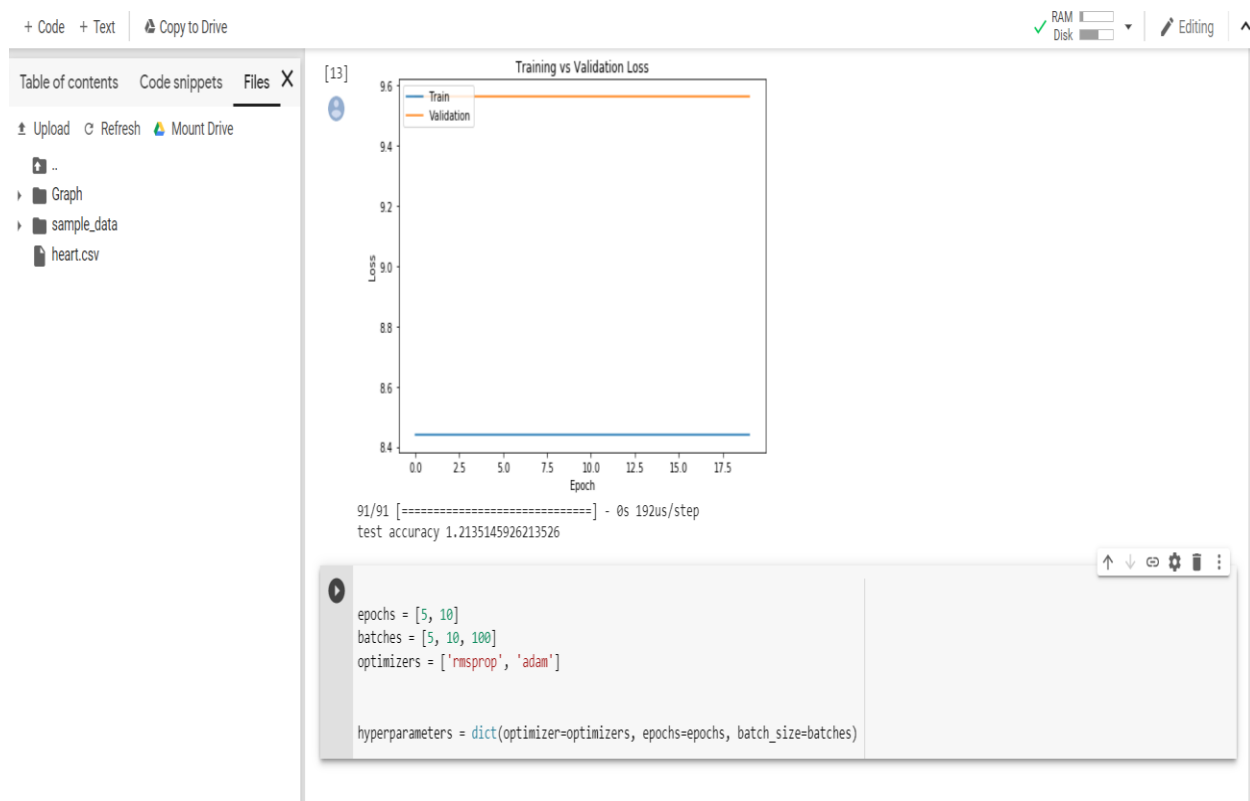 + Code + Text Copy to Drive
RAM
Disk
Editing
Table of contents Code snippets Files X
Upload Refresh Mount Drive
..
Graph
sample_data
heart.csv
[13]
Training vs Validation Loss
Train
Validation
9.6
9.4
9.2
9.0
8.8
8.6
8.4
Loss
0.0 2.5 5.0 7.5 10.0 12.5 15.0 17.5
Epoch
91/91 [==============================] - 0s 192us/step
test accuracy 1.2135145926213526
epochs = [5, 10]
batches = [5, 10, 100]
optimizers = ['rmsprop', 'adam']
hyperparameters = dict(optimizer=optimizers, epochs=epochs, batch_size=batches)